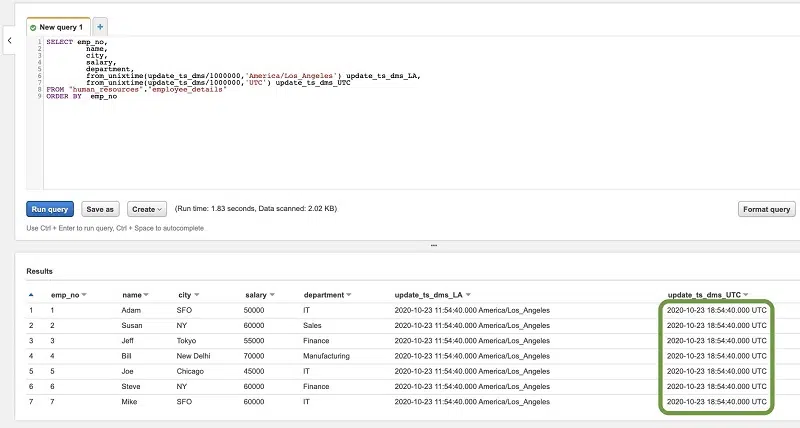 New query 1
+
1 SELECT emp_no,
2 name,
3 city,
4 salary,
5 department,
6 from_unixtime(update_ts_dms/1000000,'America/Los_Angeles') update_ts_dms_LA,
7 from_unixtime(update_ts_dms/1000000,'UTC') update_ts_dms_UTC
8 FROM "human_resources"."employee_details"
9 ORDER BY emp_no
Run query Save as Create (Run time: 1.83 seconds, Data scanned: 2.02 KB) Format query
Use Ctrl + Enter to run query, Ctrl + Space to autocomplete
Results
emp_no name city salary department update_ts_dms_LA update_ts_dms_UTC
1 1 Adam SFO 50000 IT 2020-10-23 11:54:40.000 America/Los_Angeles 2020-10-23 18:54:40.000 UTC
2 2 Susan NY 60000 Sales 2020-10-23 11:54:40.000 America/Los_Angeles 2020-10-23 18:54:40.000 UTC
3 3 Jeff Tokyo 55000 Finance 2020-10-23 11:54:40.000 America/Los_Angeles 2020-10-23 18:54:40.000 UTC
4 4 Bill New Delhi 70000 Manufacturing 2020-10-23 11:54:40.000 America/Los_Angeles 2020-10-23 18:54:40.000 UTC
5 5 Joe Chicago 45000 IT 2020-10-23 11:54:40.000 America/Los_Angeles 2020-10-23 18:54:40.000 UTC
6 6 Steve NY 60000 Finance 2020-10-23 11:54:40.000 America/Los_Angeles 2020-10-23 18:54:40.000 UTC
7 7 Mike SFO 60000 IT 2020-10-23 11:54:40.000 America/Los_Angeles 2020-10-23 18:54:40.000 UTC